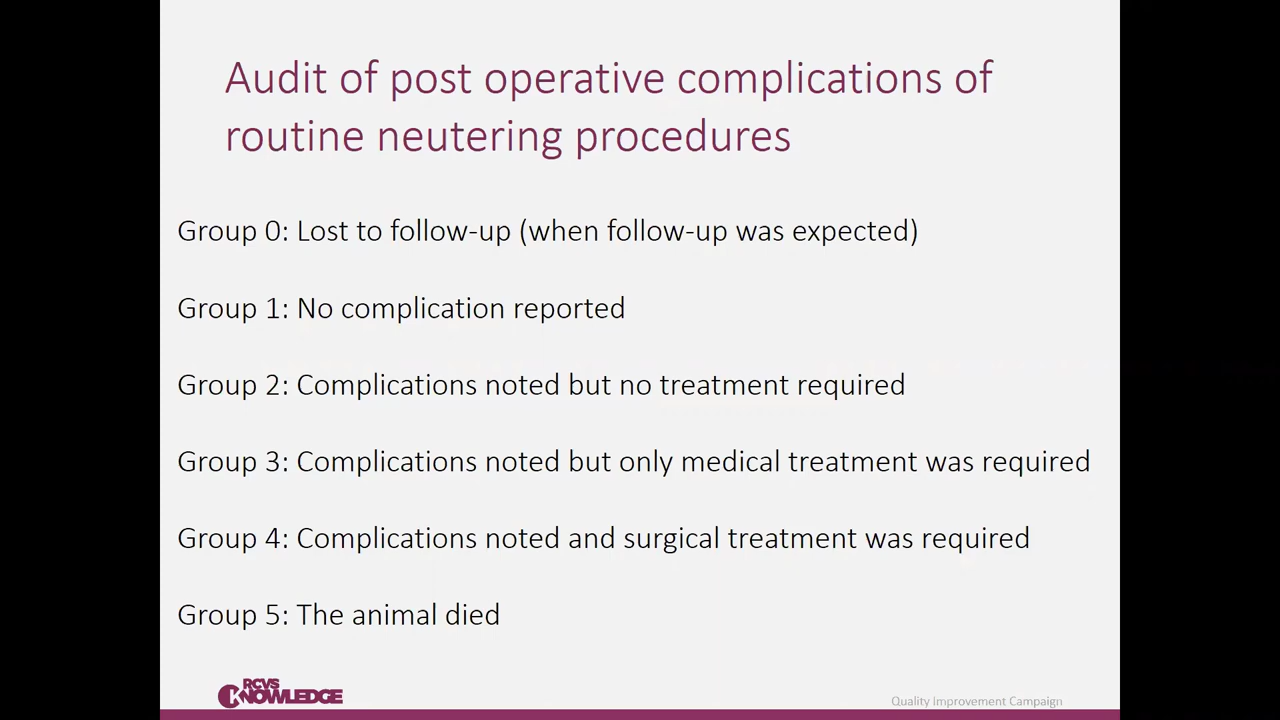 Audit of post operative complications of
routine neutering procedures
Group 0: Lost to follow-up (when follow-up was expected)
Group 1: No complication reported
Group 2: Complications noted but no treatment required
Group 3: Complications noted but only medical treatment was required
Group 4: Complications noted and surgical treatment was required
Group 5: The animal died
RCVS
KNOWLEDGE
Quality Improvement Campaign